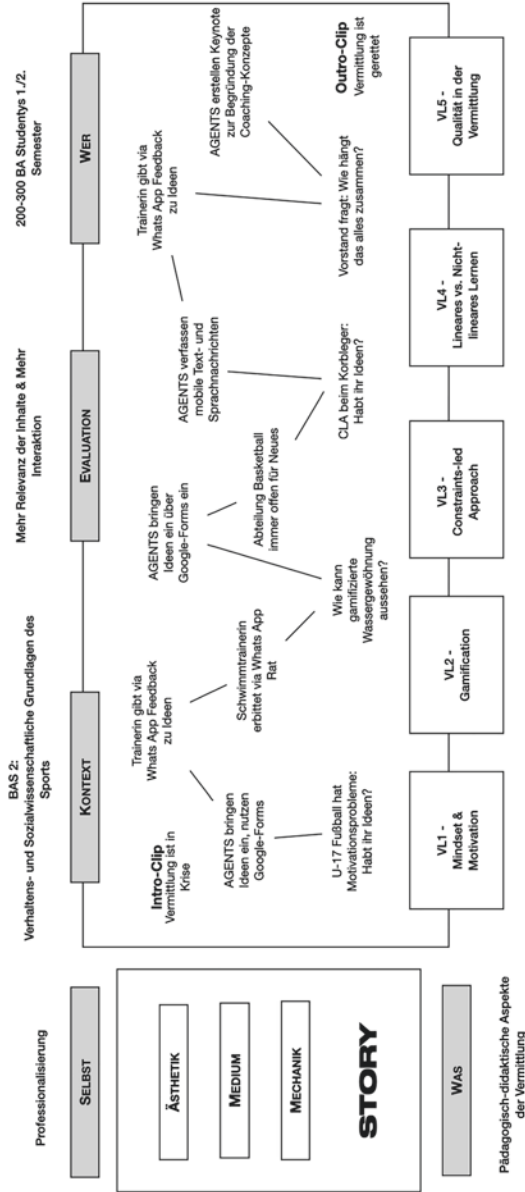 Professionalisierung
SELBST
ÄSTHETIK
MEDIUM
MECHANIK
STORY
WAS
Pädagogisch-didaktische Aspekte
der Vermittlung
BAS 2:
Verhaltens- und Sozialwissenschaftliche Grundlagen des
Sports
KONTEXT
Mehr Relevanz der Inhalte & Mehr
Interaktion
EVALUATION
200-300 BA Studentys 1./2.
Semester
WER
Intro-Clip
Vermittlung ist in
Krise
U-17 Fußball hat
Motivationsprobleme:
Habt ihr Ideen?
AGENTS bringen
Ideen ein, nutzen
Google-Forms
Trainerin gibt via
Whats App Feedback
zu Ideen
Schwimmtrainerin
erbittet via Whats App
Rat
Wie kann
gamifizierte
Wassergewöhnung
aussehen?
AGENTS bringen
Ideen ein über
Google-Forms ein
Abteilung Basketball
immer offen für Neues
CLA beim Korbleger:
Habt ihr Ideen?
AGENTS verfassen
mobile Text- und
Sprachnachrichten
Trainerin gibt via
Whats App Feedback
zu Ideen
Vorstand fragt: Wie hängt
das alles zusammen?
AGENTS erstellen Keynote
zur Begründung der
Coaching-Konzepte
Outro-Clip
Vermittlung ist
gerettet
VL1 -
Mindset &
Motivation
VL2 -
Gamification
VL3 -
Constraints-led
Approach
VL4 -
Lineares vs. Nicht-
lineares Lernen
VL5 -
Qualität in der
Vermittlung